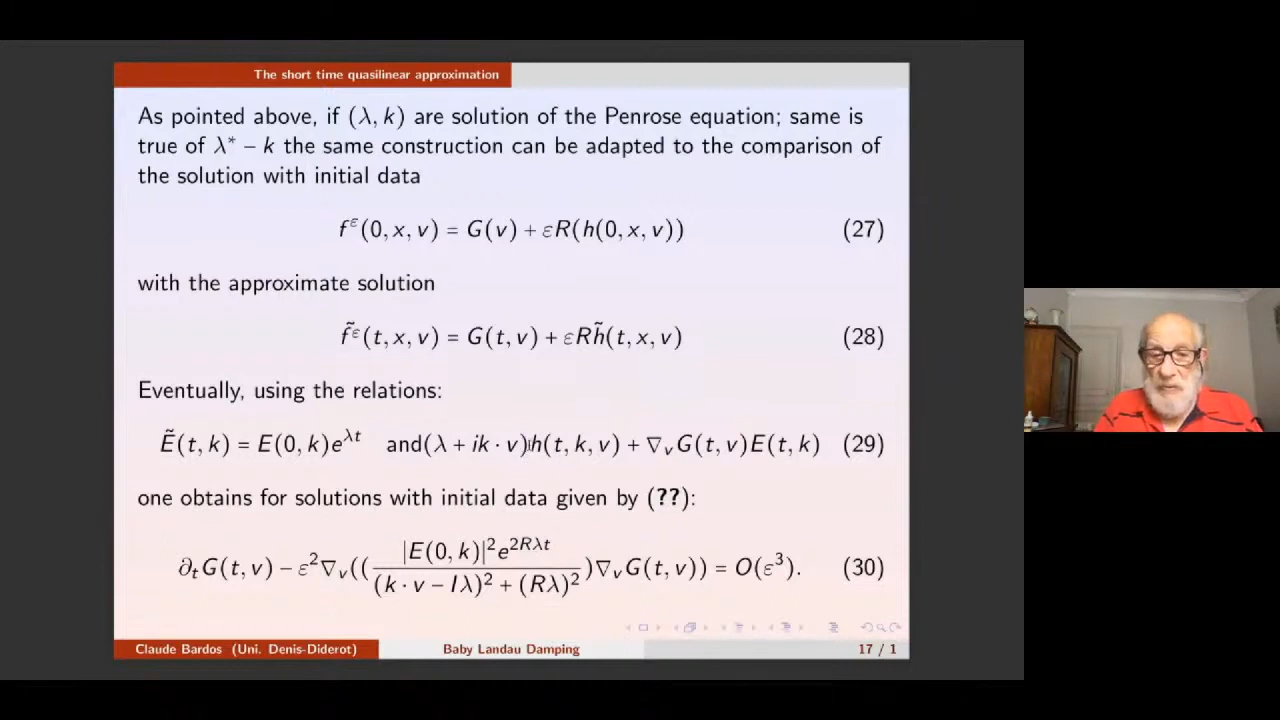 The short time quasilinear approximation
As pointed above, if (λ, k) are solution of the Penrose equation; same is
true of λ* − k the same construction can be adapted to the comparison of
the solution with initial data
f^ε(0, x, v) = G(v) + εR(h(0, x, v)) (27)
with the approximate solution
f̃^ε(t, x, v) = G(t, v) + εRh̃(t, x, v) (28)
Eventually, using the relations:
Ẽ(t, k) = E(0, k)e^{λt} and(λ + ik · v)h(t, k, v) + ∇_v G(t, v)E(t, k) (29)
one obtains for solutions with initial data given by (??):
∂_t G(t, v) − ε²∇_v((|E(0, k)|² e^{2Rλt} / (k · v − Iλ)² + (Rλ)²)∇_v G(t, v)) = O(ε³). (30)
Claude Bardos (Uni. Denis-Diderot) Baby Landau Damping 17 / 1